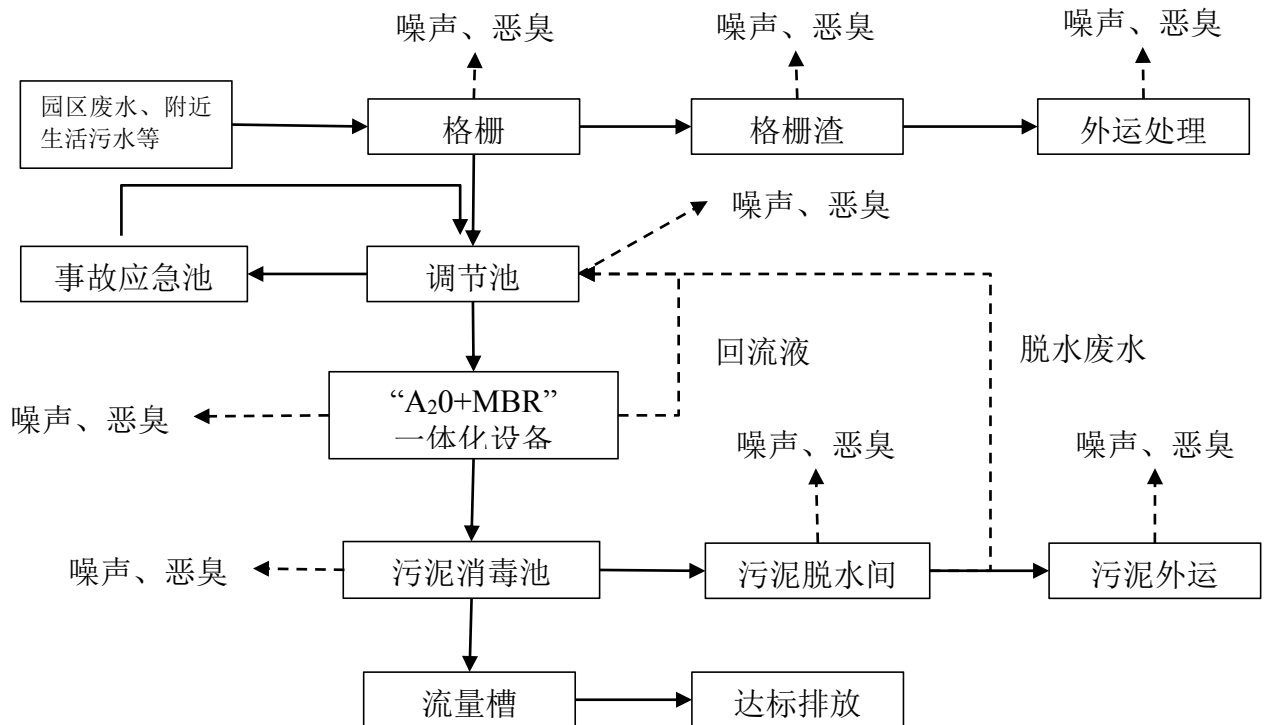 噪声、恶臭
噪声、恶臭
噪声、恶臭
园区废水、附近
生活污水等
格栅
格栅渣
外运处理
噪声、恶臭
事故应急池
调节池
回流液
脱水废水
“A₂0+MBR”
一体化设备
噪声、恶臭
噪声、恶臭
噪声、恶臭
噪声、恶臭
污泥消毒池
污泥脱水间
污泥外运
流量槽
达标排放